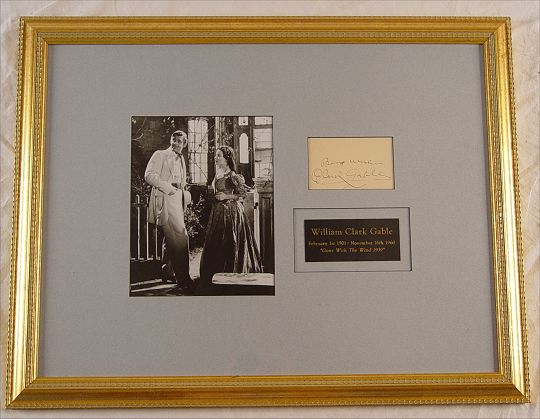 Best wishes
Clark Gable
William Clark Gable
February 1st 1901 - November 16th 1960
"Gone With The Wind 1939"